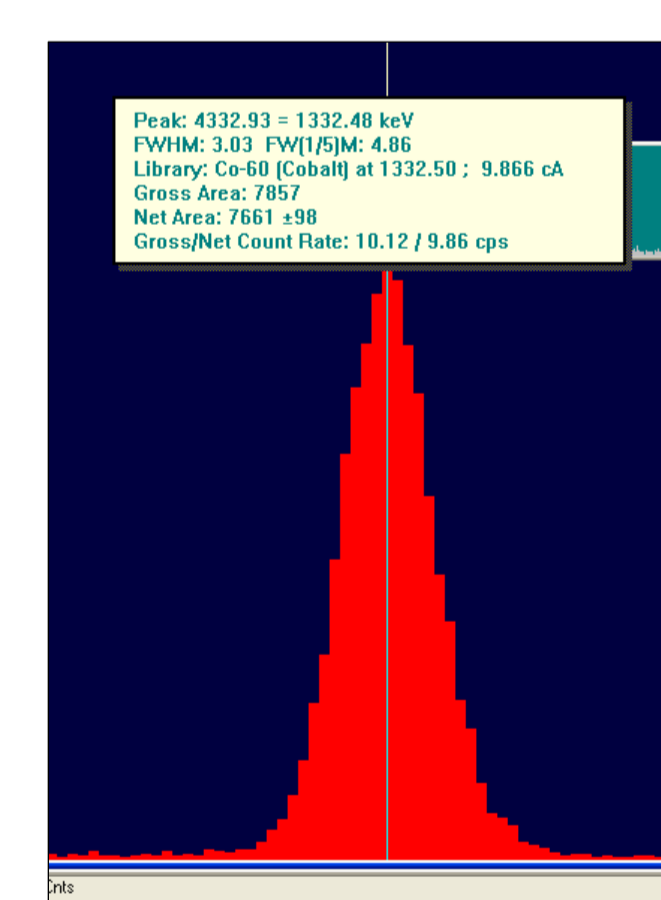 Peak: 4332.93 = 1332.48 keV
FWHM: 3.03 FW(1/5)M: 4.86
Library: Co-60 (Cobalt) at 1332.50 ; 9.866 cA
Gross Area: 7857
Net Area: 7661 ±98
Gross/Net Count Rate: 10.12 / 9.86 cps
Cnts